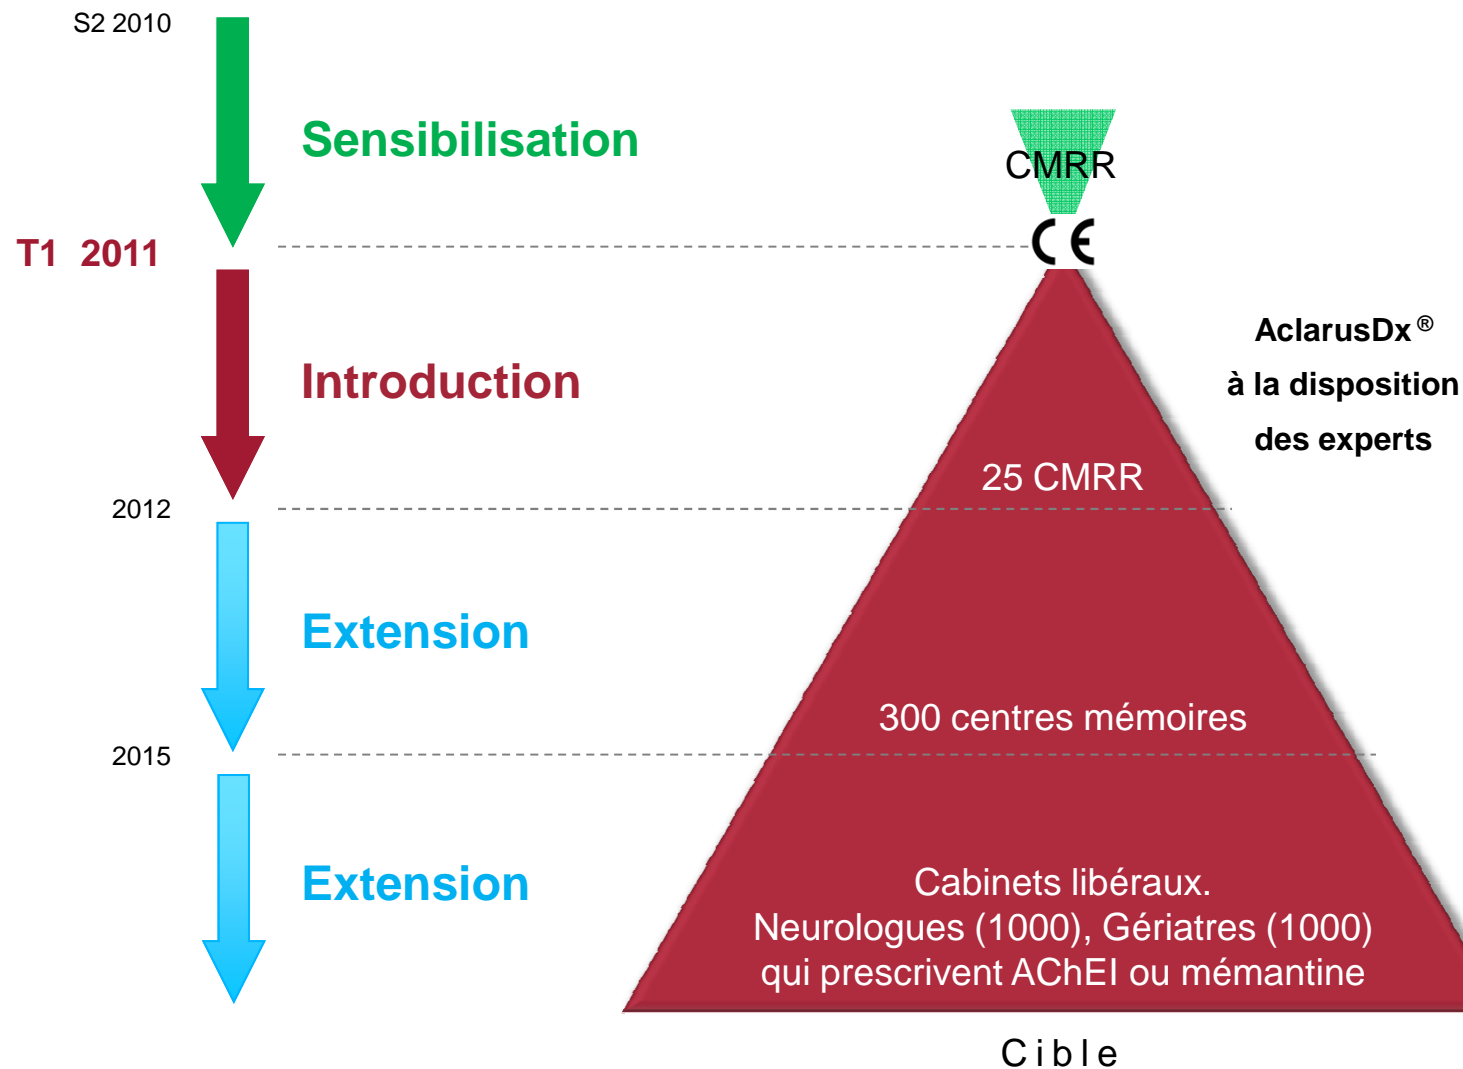 S2 2010
Sensibilisation
CMRR
T1 2011
CE
AclarusDx®
à la disposition
des experts
Introduction
25 CMRR
2012
Extension
300 centres mémoires
2015
Extension
Cabinets libéraux.
Neurologues (1000), Gériatres (1000)
qui prescrivent AChEI ou mémantine
Cible